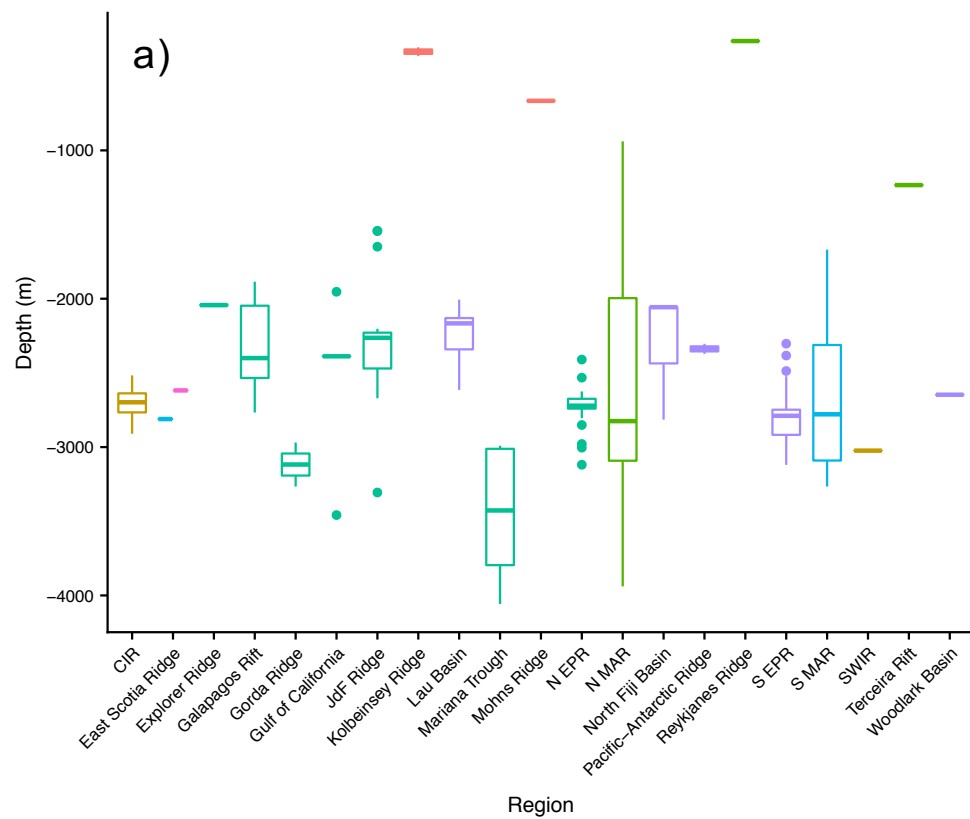 a)
Depth (m)
−1000
−2000
−3000
−4000
CIR
East Scotia Ridge
Explorer Ridge
Galapagos Rift
Gorda Ridge
Gulf of California
JdF Ridge
Kolbeinsey Ridge
Lau Basin
Mariana Trough
Mohns Ridge
N EPR
N MAR
North Fiji Basin
Pacific−Antarctic Ridge
Reykjanes Ridge
S EPR
S MAR
SWIR
Terceira Rift
Woodlark Basin
Region